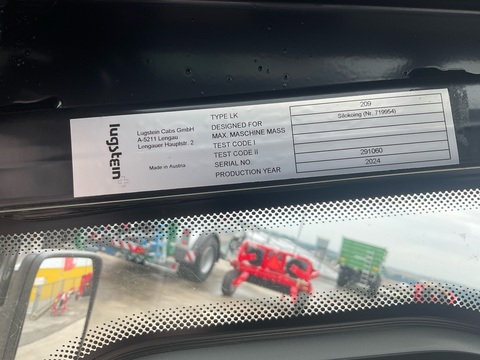 lugstein
Lugstein Cabs GmbH
A-5211 Lengau
Lengauer Hauptstr. 2
Made in Austria
TYPE LK 209
DESIGNED FOR Siloking (Nr.:719954)
MAX. MASCHINE MASS
TEST CODE I
TEST CODE II
SERIAL NO. 291060
PRODUCTION YEAR 2024